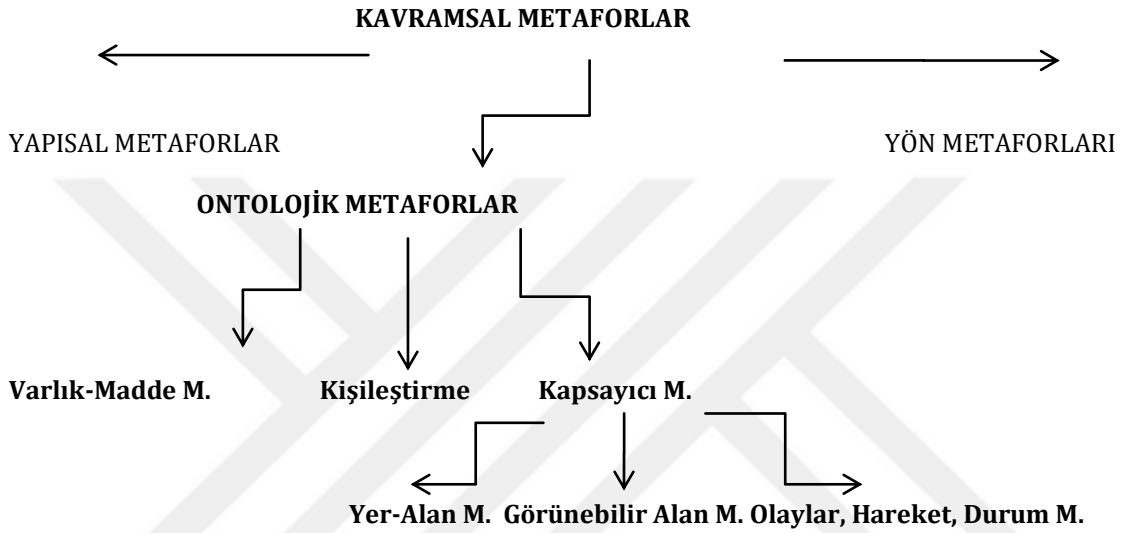 KAVRAMSAL METAFORLAR
YAPISAL METAFORLAR YÖN METAFORLARI
ONTOLOJİK METAFORLAR
Varlık-Madde M. Kişileştirme Kapsayıcı M.
Yer-Alan M. Görünebilir Alan M. Olaylar, Hareket, Durum M.